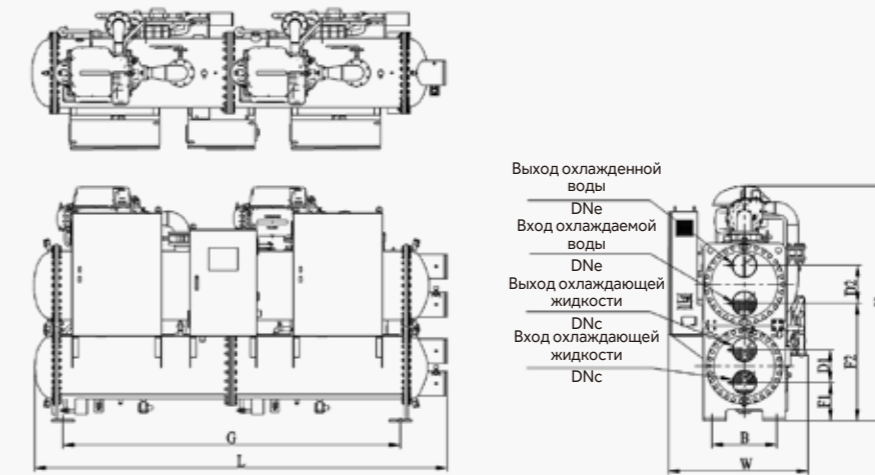 Выход охлажденной
воды
DNe
Вход охлаждаемой
воды
DNe
Выход охлаждающей
жидкости
DNc
Вход охлаждающей
жидкости
DNc
D2
F2
D1
F1
B
W
G
L